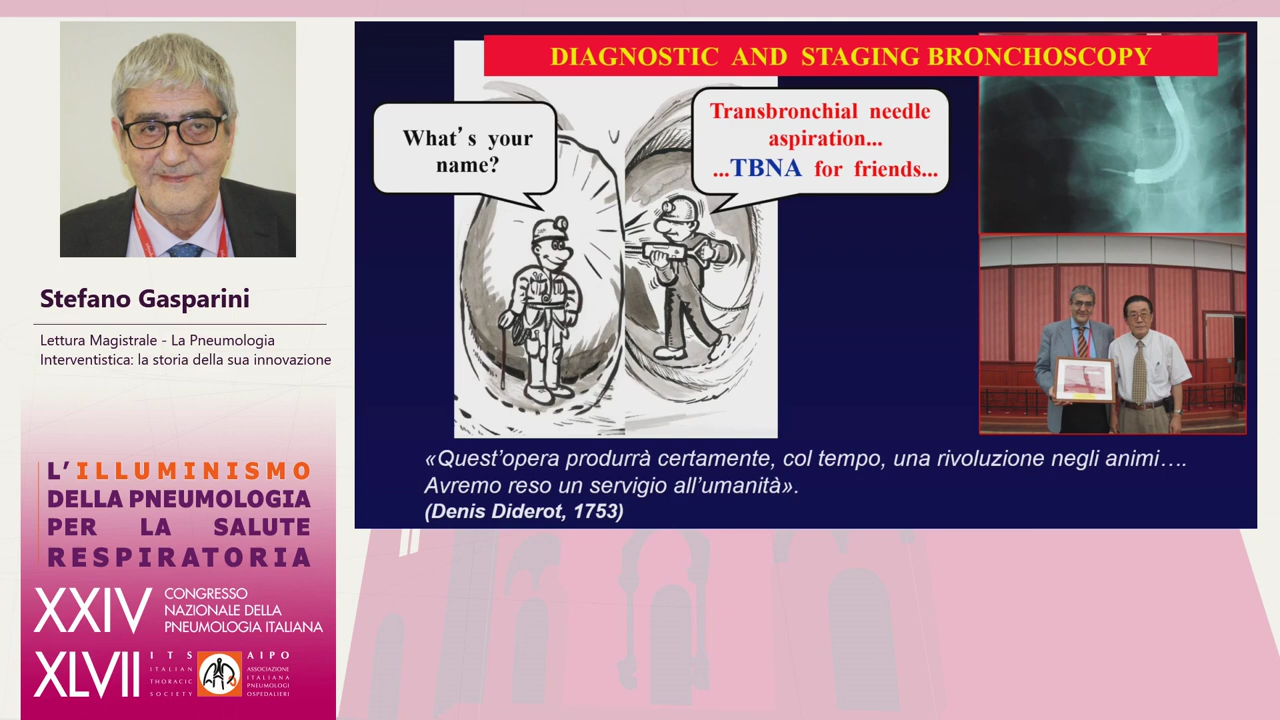 Stefano Gasparini
Lettura Magistrale - La Pneumologia
Interventistica: la storia della sua innovazione
L'ILLUMINISMO
DELLA PNEUMOLOGIA
PER LA SALUTE
RESPIRATORIA
XXIV
CONGRESSO
NAZIONALE DELLA
PNEUMOLOGIA ITALIANA
XLVII
ITS
ITALIAN
THORACIC
SOCIETY
AIPO
ASSOCIAZIONE
ITALIANA
PNEUMOLOGI
OSPEDALIERI
DIAGNOSTIC AND STAGING BRONCHOSCOPY
What's your
name?
Transbronchial needle
aspiration...
...TBNA for friends...
«Quest'opera produrrà certamente, col tempo, una rivoluzione negli animi….
Avremo reso un servigio all'umanità».
(Denis Diderot, 1753)